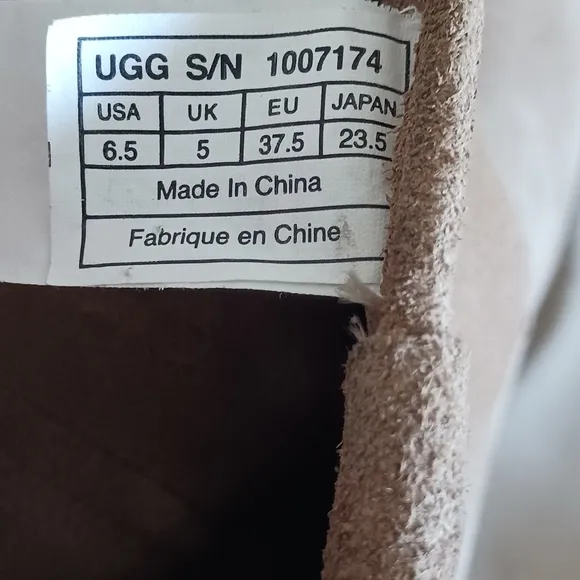 UGG S/N 1007174
USA UK EU JAPAN
6.5 5 37.5 23.5
Made In China
Fabrique en Chine